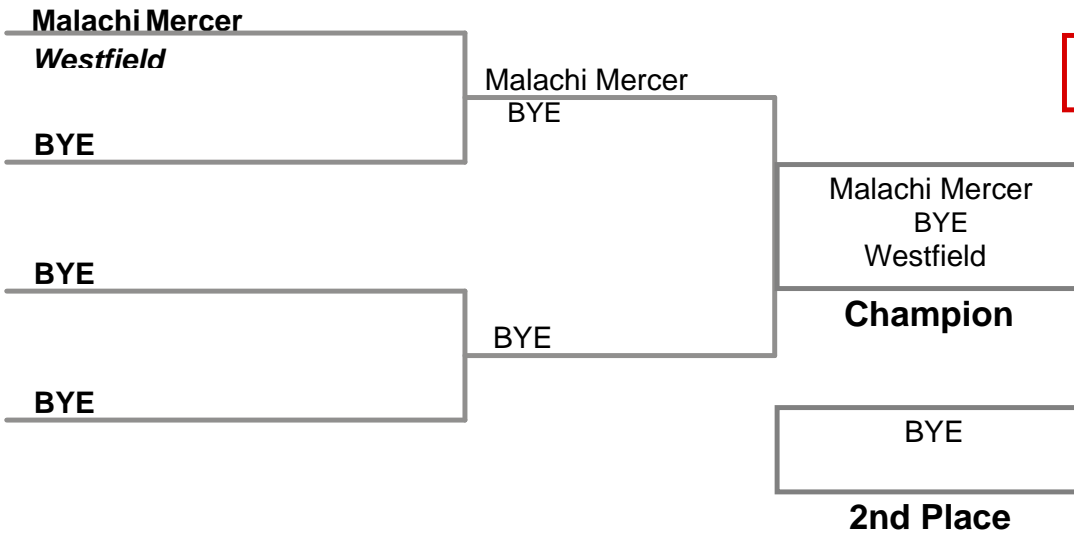 Malachi Mercer
Westfield
Malachi Mercer
BYE
BYE
Malachi Mercer
BYE
Westfield
BYE
Champion
BYE
BYE
BYE
2nd Place